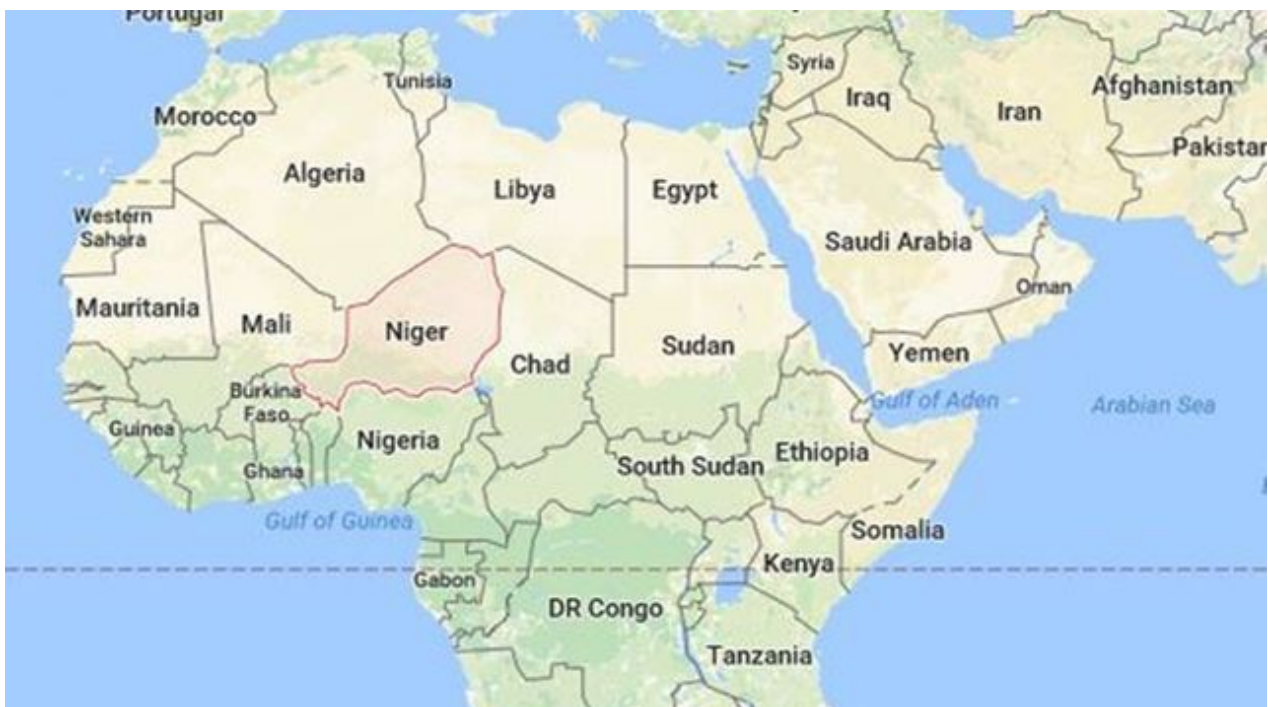 Portugal
Syria
Tunisia
Afghanistan
Iraq
Iran
Morocco
Pakistan
Algeria
Libya
Egypt
Western
Sahara
Saudi Arabia
Oman
Mauritania
Mali
Niger
Sudan
Yemen
Chad
Burkina
Faso
Gulf of Aden
Arabian Sea
Guinea
Nigeria
Ethiopia
Ghana
South Sudan
Gulf of Guinea
Somalia
Kenya
Gabon
DR Congo
Tanzania